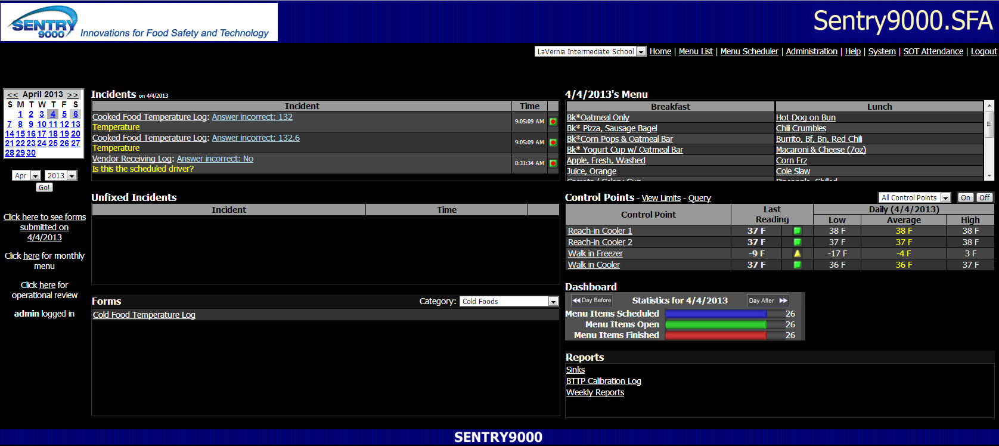 SENTRY
9000 Innovations for Food Safety and Technology
Sentry9000.SFA
LaVernia Intermediate School Home | Menu List | Menu Scheduler | Administration | Help | System | SOT Attendance | Logout
<< April 2013 >>
S M T W T F S
1 2 3 4 5 6
7 8 9 10 11 12 13
14 15 16 17 18 19 20
21 22 23 24 25 26 27
28 29 30
Apr 2013
Go!
Click here to see forms
submitted on
4/4/2013
Click here for monthly
menu
Click here for
operational review
admin logged in
Incidents on 4/4/2013
Incident Time
Cooked Food Temperature Log: Answer incorrect: 132
Temperature
9:05:09 AM
Cooked Food Temperature Log: Answer incorrect: 132.6
Temperature
9:05:09 AM
Vendor Receiving Log: Answer incorrect: No
Is this the scheduled driver?
8:31:34 AM
Unfixed Incidents
Incident Time
Forms Category: Cold Foods
Cold Food Temperature Log
4/4/2013's Menu
Breakfast Lunch
Bk*Oatmeal Only Hot Dog on Bun
Bk* Pizza, Sausage Bagel Chili Crumbles
Bk*Corn Pops & Oatmeal Bar Burrito, Bf, Bn, Red Chili
Bk* Yogurt Cup w/ Oatmeal Bar Macaroni & Cheese (7oz)
Apple, Fresh, Washed Corn Frz
Juice, Orange Cole Slaw
Carrots / Celery Cup Pineapple, Chilled
Control Points - View Limits - Query All Control Points On Off
Control Point Last Reading Daily (4/4/2013)
Low Average High
Reach-in Cooler 1 37 F 38 F 38 F 38 F
Reach-in Cooler 2 37 F 37 F 37 F 38 F
Walk in Freezer -9 F -17 F -4 F 3 F
Walk in Cooler 37 F 36 F 36 F 37 F
Dashboard
Day Before Statistics for 4/4/2013 Day After
Menu Items Scheduled 26
Menu Items Open 26
Menu Items Finished 26
Reports
Sinks
BTTP Calibration Log
Weekly Reports
SENTRY9000